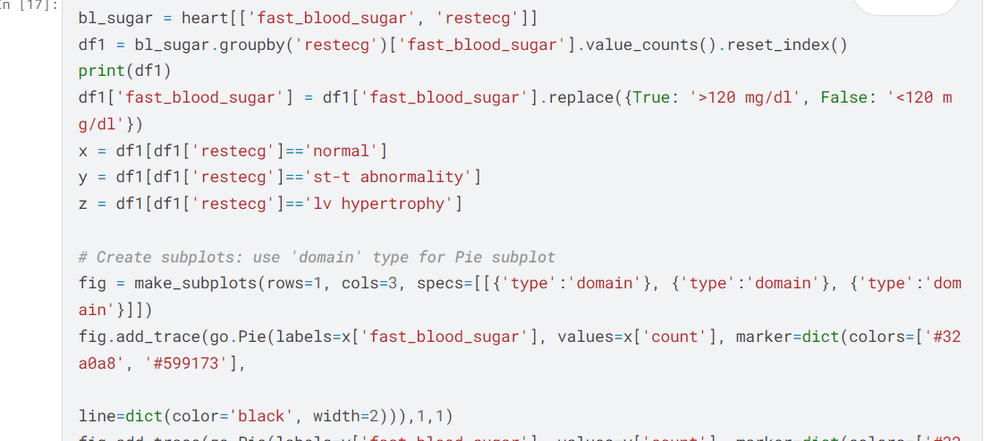 In [17]:
bl_sugar = heart[['fast_blood_sugar', 'restecg']]
df1 = bl_sugar.groupby('restecg')['fast_blood_sugar'].value_counts().reset_index()
print(df1)
df1['fast_blood_sugar'] = df1['fast_blood_sugar'].replace({True: '>120 mg/dl', False: '<120 m
g/dl'})
x = df1[df1['restecg']=='normal']
y = df1[df1['restecg']=='st-t abnormality']
z = df1[df1['restecg']=='lv hypertrophy']
# Create subplots: use 'domain' type for Pie subplot
fig = make_subplots(rows=1, cols=3, specs=[[{'type':'domain'}, {'type':'domain'}, {'type':'dom
ain'}]])
fig.add_trace(go.Pie(labels=x['fast_blood_sugar'], values=x['count'], marker=dict(colors=['#32
a0a8', '#599173'],
line=dict(color='black', width=2))),1,1)